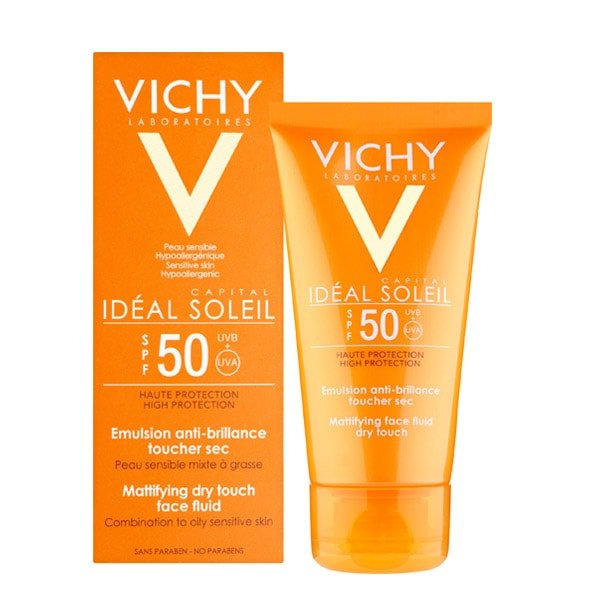 VICHY
LABORATOIRES
V
Peau sensible
Hypoallergénique
Sensitive skin
Hypoallergenic
CAPITAL
IDÉAL SOLEIL
SPF 50 UVB + UVA
HAUTE PROTECTION
HIGH PROTECTION
Emulsion anti-brillance
toucher sec
Peau sensible mixte à grasse
Mattifying dry touch
face fluid
Combination to oily sensitive skin
SANS PARABEN - NO PARABENS
VICHY
LABORATOIRES
V
CAPITAL
IDÉAL SOLEIL
SPF 50 UVB + UVA
HAUTE PROTECTION
HIGH PROTECTION
Emulsion anti-brillance
toucher sec
Mattifying face fluid
dry touch